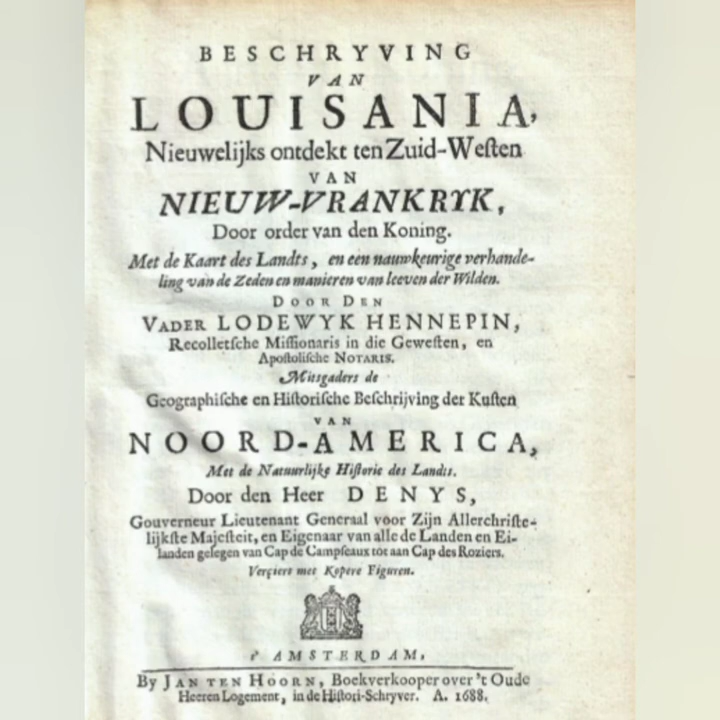 BESCHRYVING
VAN
LOUISANIA,
Nieuwelijks ontdekt ten Zuid-Weſten
VAN
NIEUW-VRANKRYK,
Door order van den Koning.
Met de Kaart des Landts, en een nauwkeurige verhande-
ling van de Zeden en manieren van leeven der Wilden.
DOOR DEN
VADER LODEWYK HENNEPIN,
Recolletſche Miſſionaris in die Geweſten, en
Apoſtoliſche NOTARIS.
Mitsgaders de
Geographiſche en Hiſtoriſche Beſchrijving der Kuſten
VAN
NOORD-AMERICA,
Met de Natuurlijke Hiſtorie des Landts.
Door den Heer DENYS,
Gouverneur Lieutenant Generaal voor Zijn Allerchriſte-
lijkſte Majeſteit, en Eigenaar van alle de Landen en Ei-
landen gelegen van Cap de Campſeaux tot aan Cap des Roziers.
Verçiert met Kopere Figuren.
t' AMSTERDAM,
By JAN TEN HOORN, Boekverkooper over 't Oude
Heeren Logement, in de Hiſtori-Schryver. A. 1688.